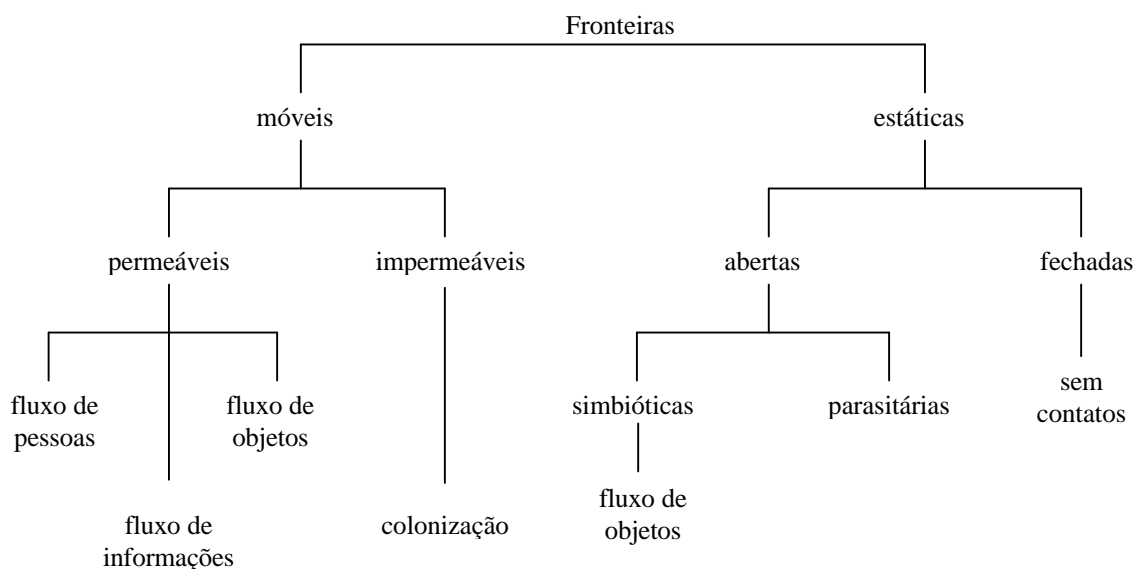 Fronteiras
móveis
estáticas
permeáveis
impermeáveis
abertas
fechadas
fluxo de
pessoas
fluxo de
objetos
simbióticas
parasitárias
sem
contatos
fluxo de
informações
colonização
fluxo de
objetos